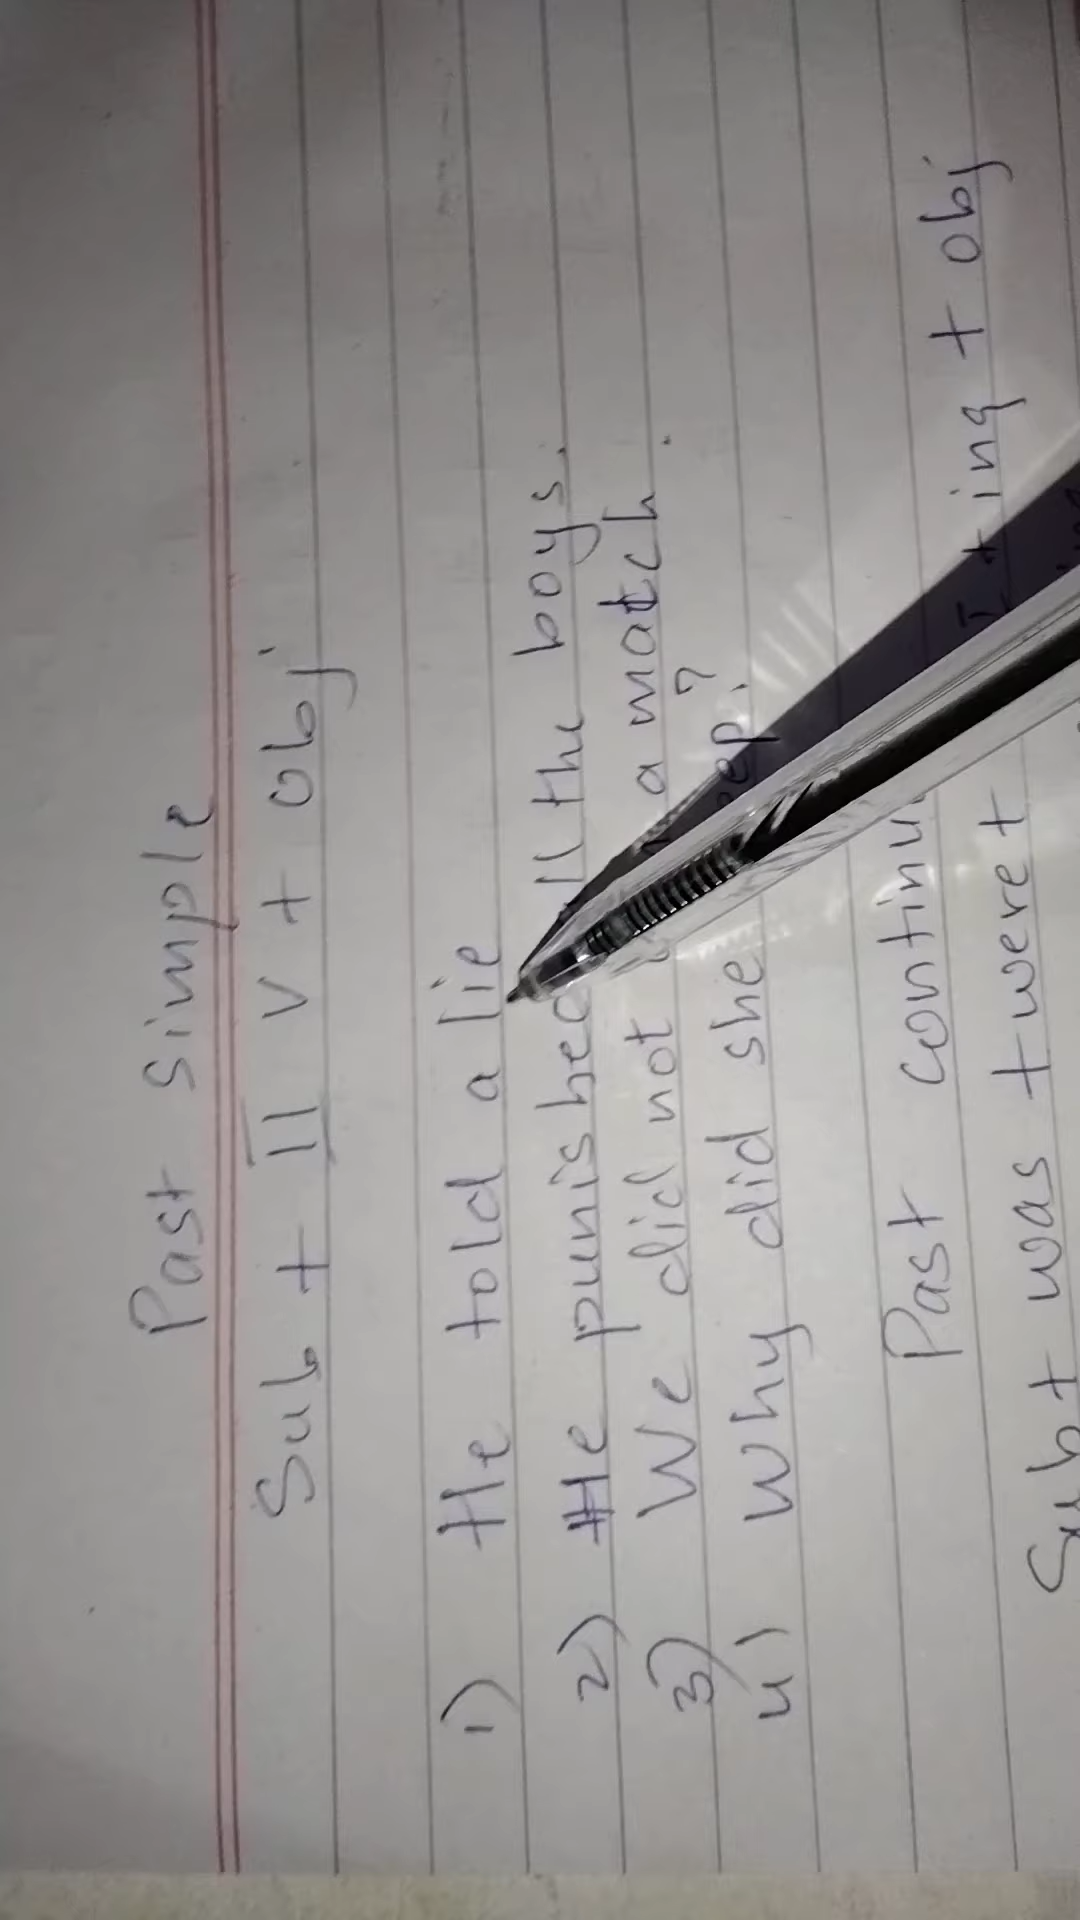 Past simple
Sub + II V + obj
1) He told a lie
2) He punished the boys.
3) We did not a match.
4) Why did she ?
Past
Sub + was + were + ing + obj